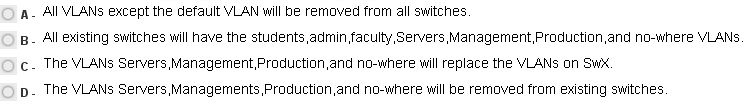 A - All VLANs except the default VLAN will be removed from all switches.
B - All existing switches will have the students,admin,faculty,Servers,Management,Production,and no-where VLANs.
C - The VLANs Servers,Management,Production,and no-where will replace the VLANs on SwX.
D - The VLANs Servers,Managements,Production,and no-where will be removed from existing switches.